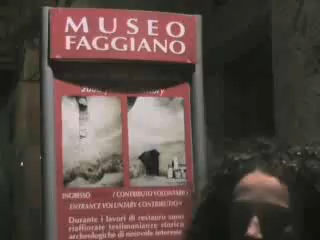 MUSEO
FAGGIANO
INGRESSO / CONTRIBUTO VOLONTARIO
ENTRANCE VOLUNTARY CONTRIBUTION
Durante i lavori di restauro sono
riaffiorate testimonianze storico
archeologiche di notevole interesse